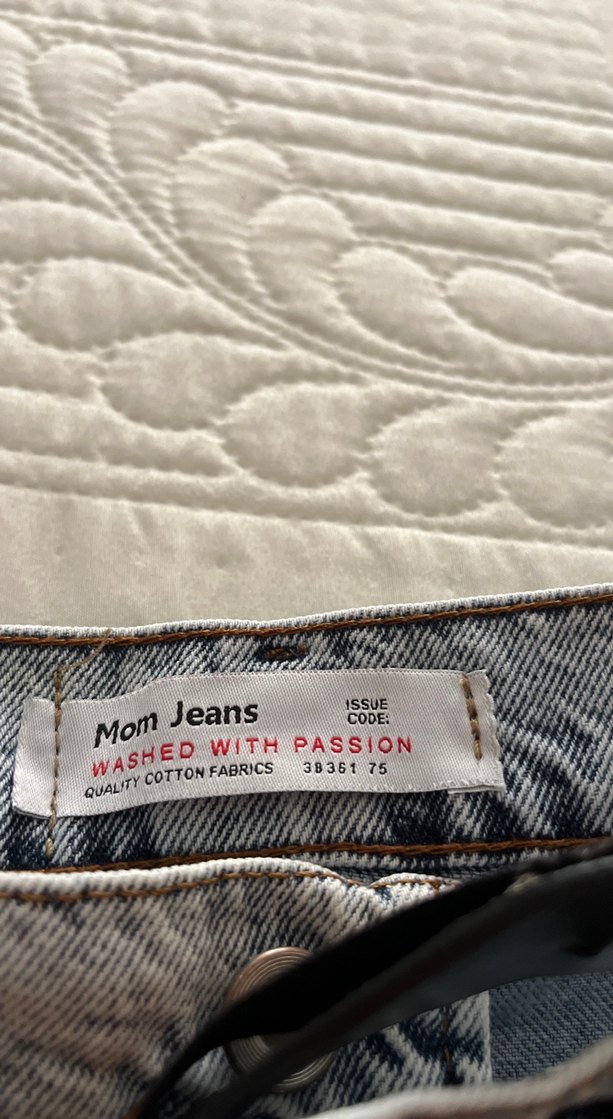 Mom Jeans
ISSUE
CODE:
WASHED WITH PASSION
QUALITY COTTON FABRICS 3B361 75